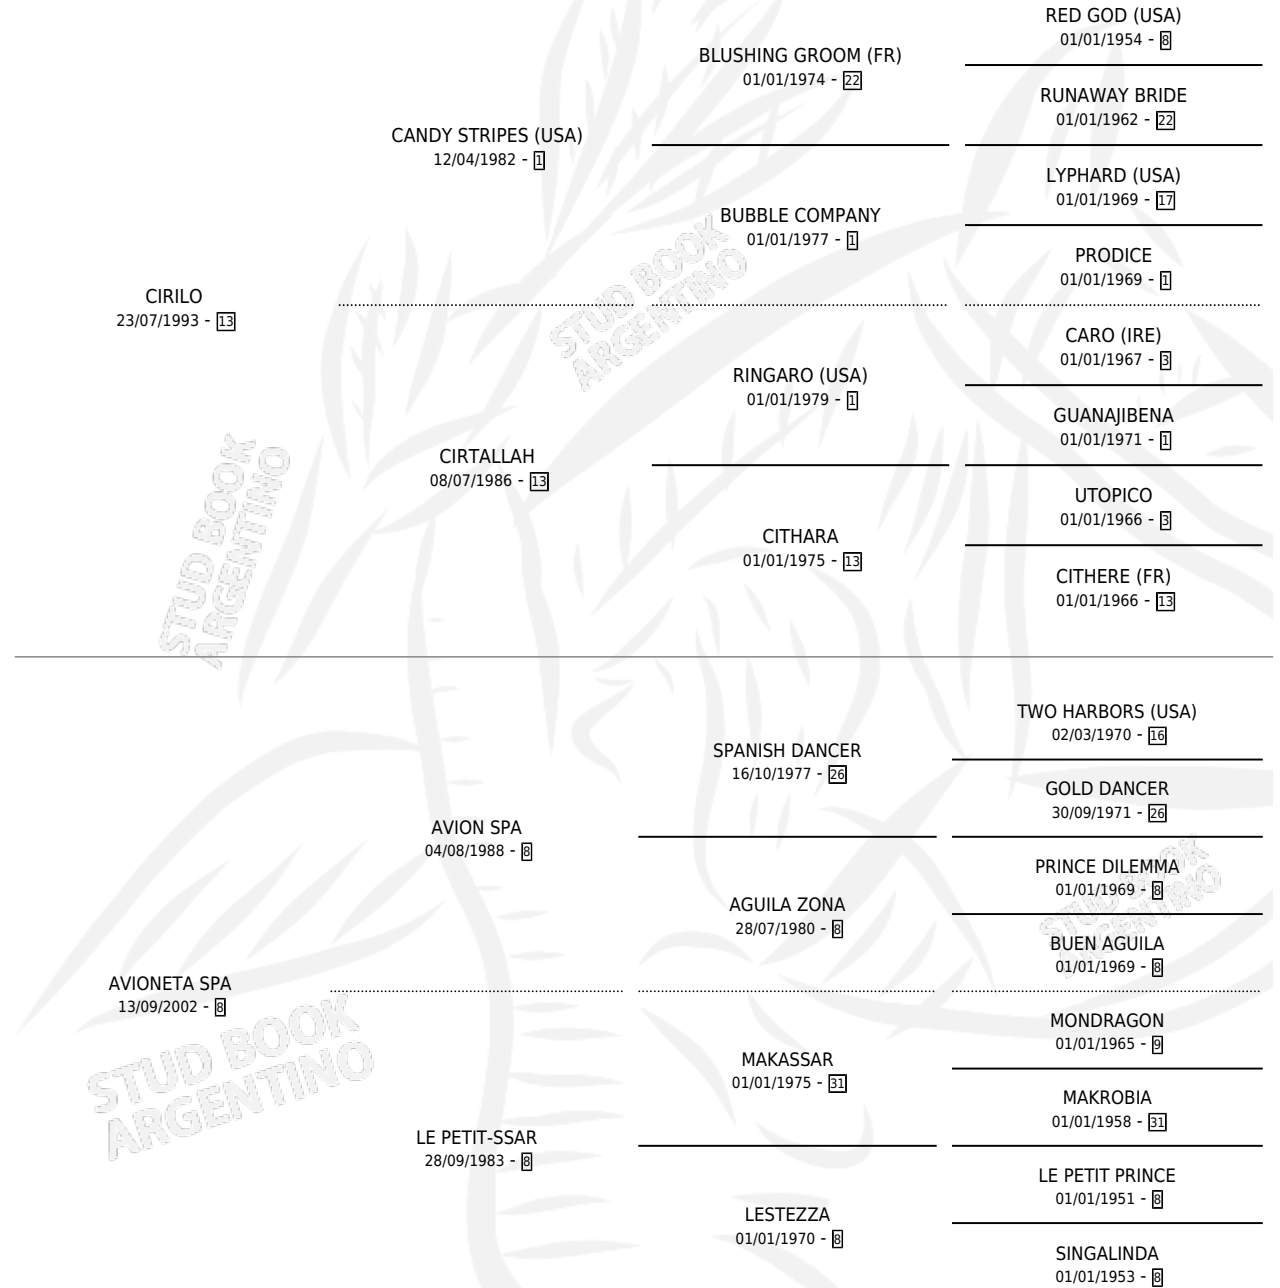 RED GOD (USA)
01/01/1954 - 8
BLUSHING GROOM (FR)
01/01/1974 - 22
RUNAWAY BRIDE
01/01/1962 - 22
CANDY STRIPES (USA)
12/04/1982 - 1
LYPHARD (USA)
01/01/1969 - 17
BUBBLE COMPANY
01/01/1977 - 1
PRODICE
01/01/1969 - 1
CIRILO
23/07/1993 - 13
CARO (IRE)
01/01/1967 - 3
RINGARO (USA)
01/01/1979 - 1
GUANAJIBENA
01/01/1971 - 1
CIRTALLAH
08/07/1986 - 13
UTOPICO
01/01/1966 - 3
CITHARA
01/01/1975 - 13
CITHERE (FR)
01/01/1966 - 13
TWO HARBORS (USA)
02/03/1970 - 16
SPANISH DANCER
16/10/1977 - 26
GOLD DANCER
30/09/1971 - 26
AVION SPA
04/08/1988 - 8
PRINCE DILEMMA
01/01/1969 - 8
AGUILA ZONA
28/07/1980 - 8
BUEN AGUILA
01/01/1969 - 8
AVIONETA SPA
13/09/2002 - 8
MONDRAGON
01/01/1965 - 9
MAKASSAR
01/01/1975 - 31
MAKROBIA
01/01/1958 - 31
LE PETIT-SSAR
28/09/1983 - 8
LE PETIT PRINCE
01/01/1951 - 8
LESTEZZA
01/01/1970 - 8
SINGALINDA
01/01/1953 - 8
STUD BOOK
ARGENTINO
STUD BOOK
ARGENTINO
STUD BOOK
ARGENTINO
STUD BOOK
ARGENTINO